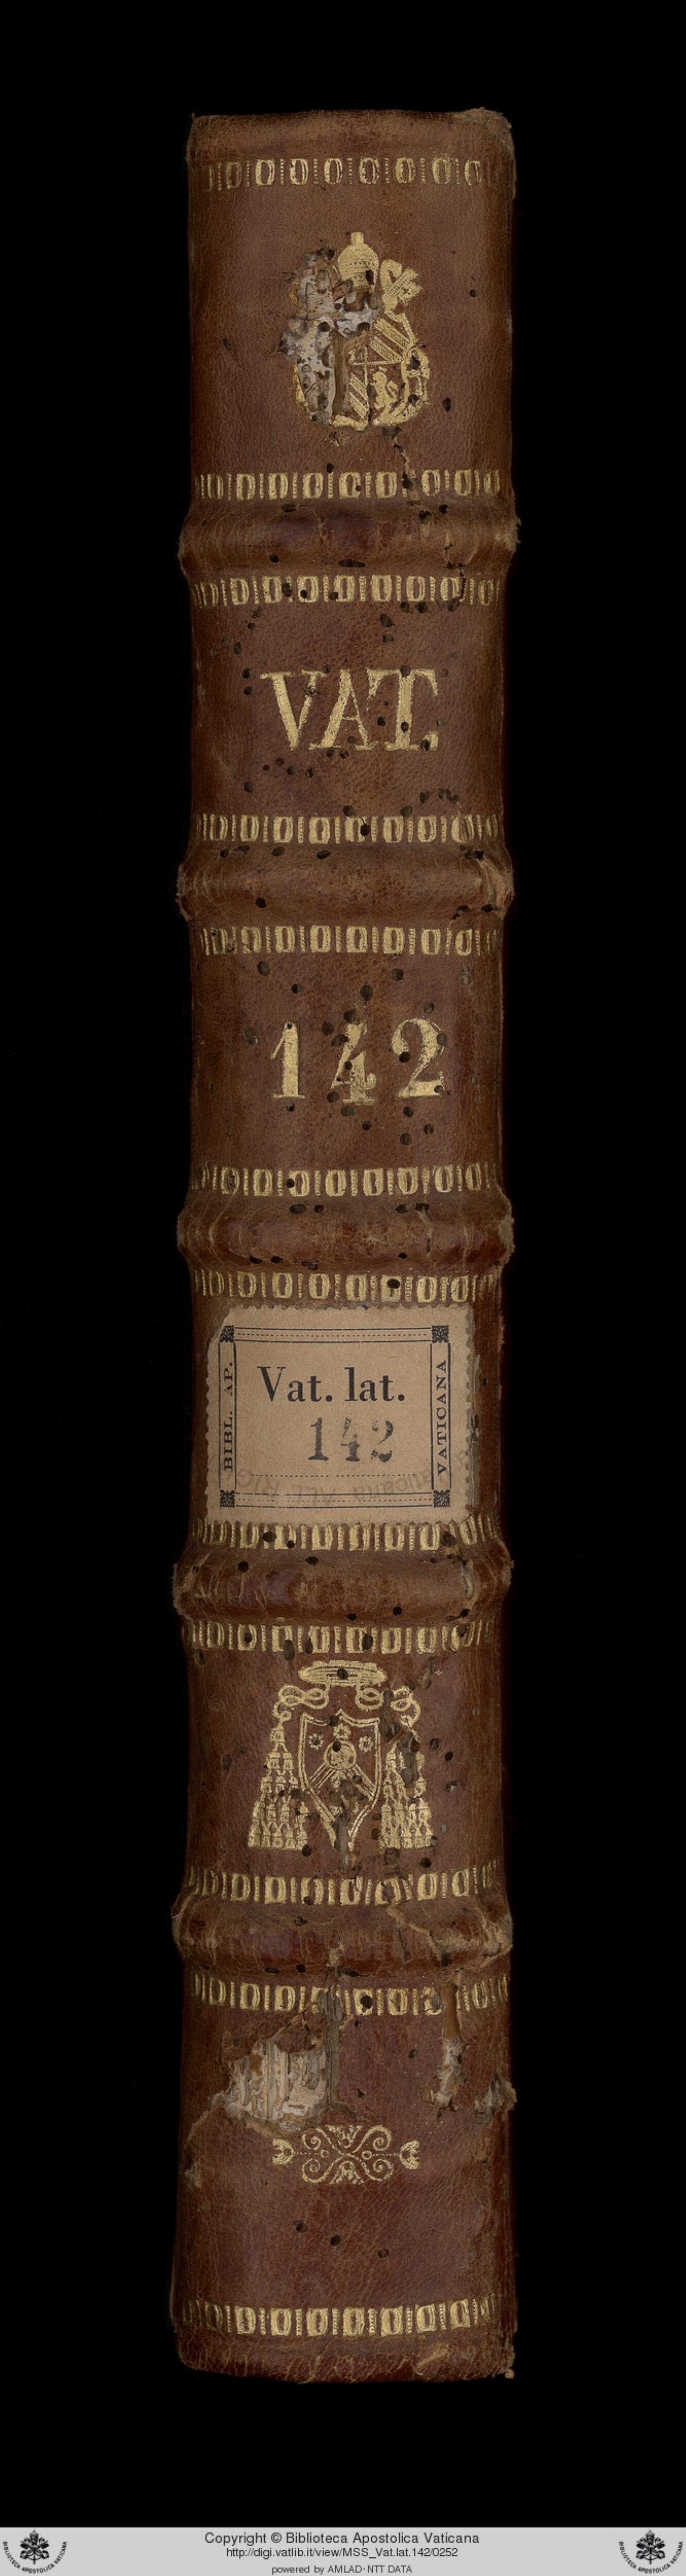 VAT.
142
BIBL. AP.
Vat. lat.
142
VATICANA
Copyright © Biblioteca Apostolica Vaticana
http://digi.vatlib.it/view/MSS_Vat.lat.142/0252
powered by AMLAD · NTT DATA